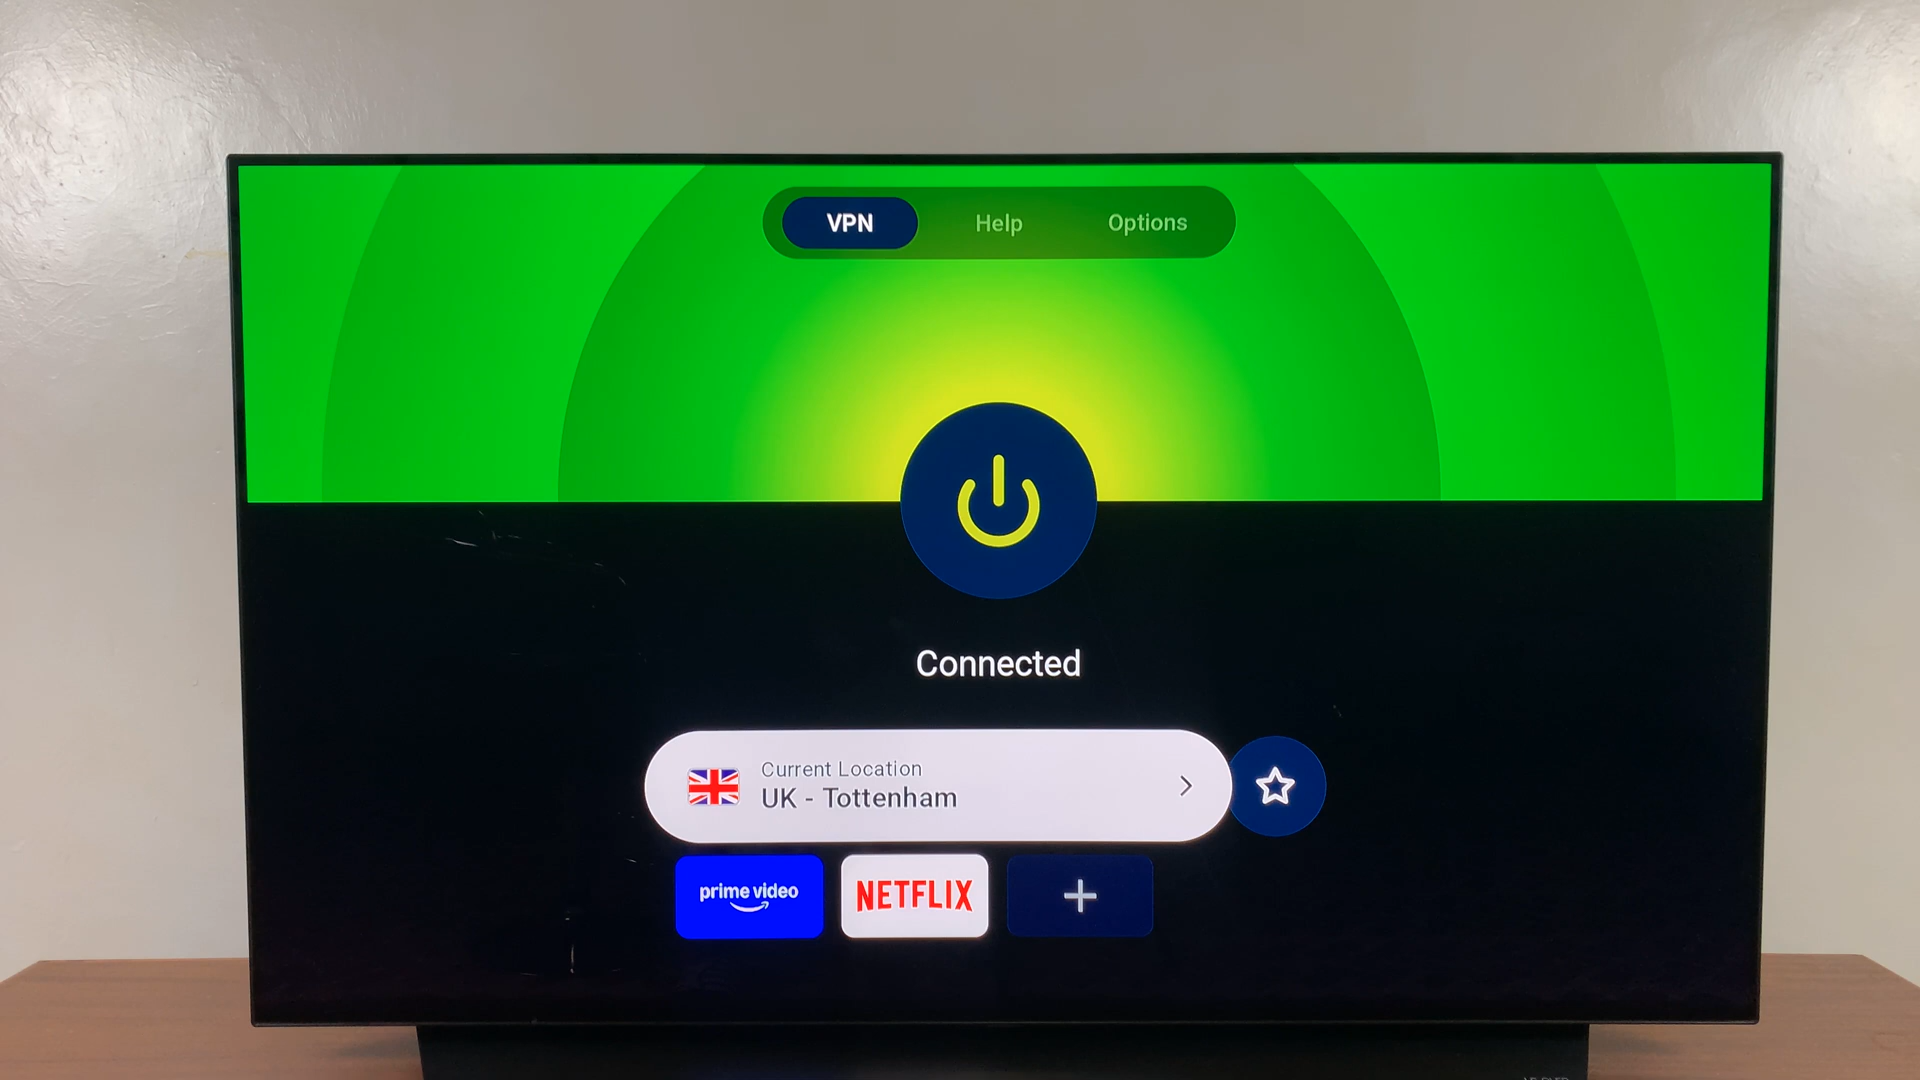 VPN Help Options
Connected
Current Location
UK - Tottenham
prime video
NETFLIX